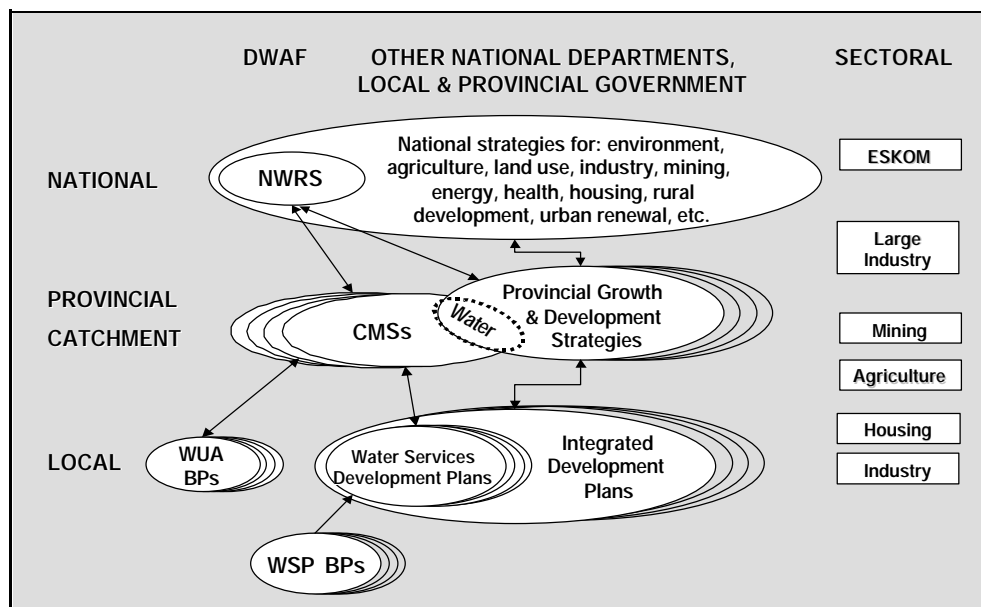 DWAF
OTHER NATIONAL DEPARTMENTS,
LOCAL & PROVINCIAL GOVERNMENT
SECTORAL
NATIONAL
NWRS
National strategies for: environment,
agriculture, land use, industry, mining,
energy, health, housing, rural
development, urban renewal, etc.
ESKOM
Large
Industry
PROVINCIAL
CATCHMENT
CMSs
Water
Provincial Growth
& Development
Strategies
Mining
Agriculture
LOCAL
WUA
BPs
Water Services
Development Plans
Integrated
Development
Plans
Housing
Industry
WSP BPs